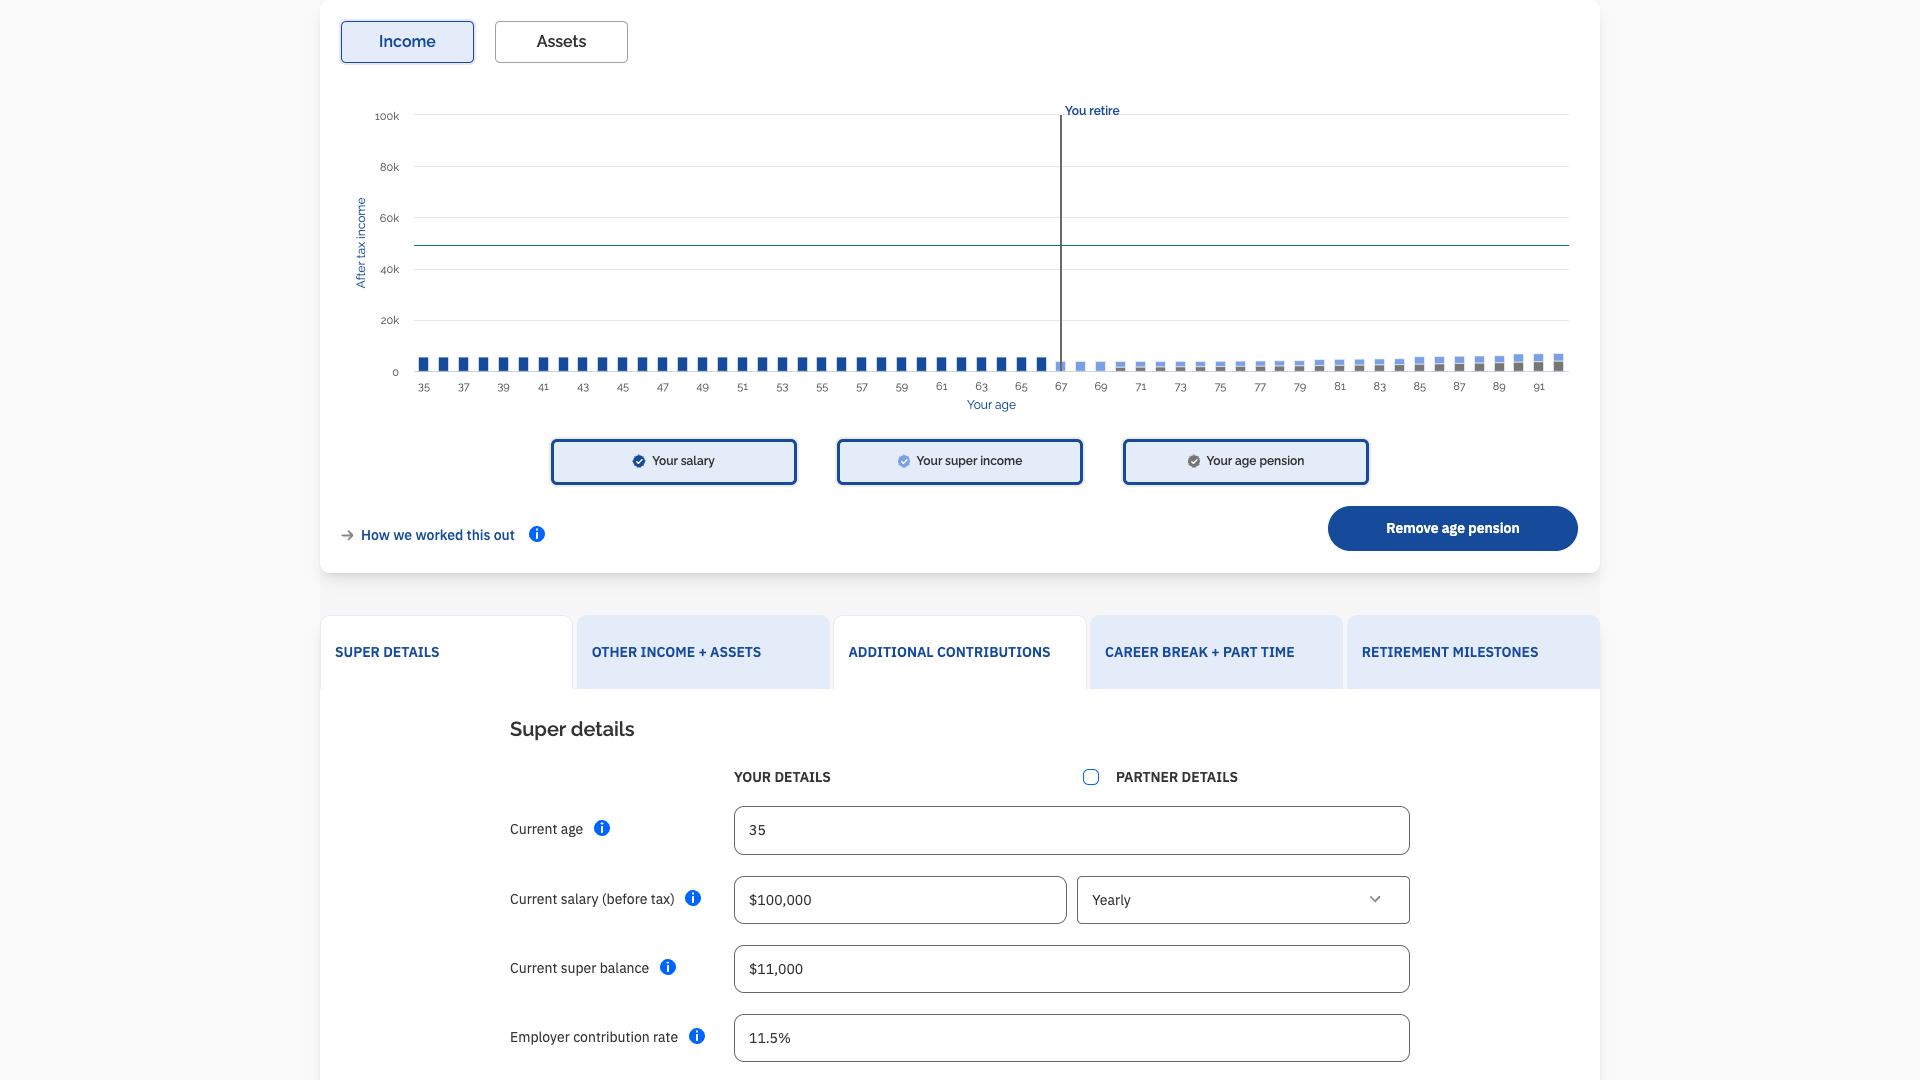 Income
Assets
You retire
100k
80k
60k
40k
20k
0
After tax income
35 37 39 41 43 45 47 49 51 53 55 57 59 61 63 65 67 69 71 73 75 77 79 81 83 85 87 89 91
Your age
Your salary
Your super income
Your age pension
How we worked this out
Remove age pension
SUPER DETAILS
OTHER INCOME + ASSETS
ADDITIONAL CONTRIBUTIONS
CAREER BREAK + PART TIME
RETIREMENT MILESTONES
Super details
YOUR DETAILS
PARTNER DETAILS
Current age
35
Current salary (before tax)
$100,000
Yearly
Current super balance
$11,000
Employer contribution rate
11.5%